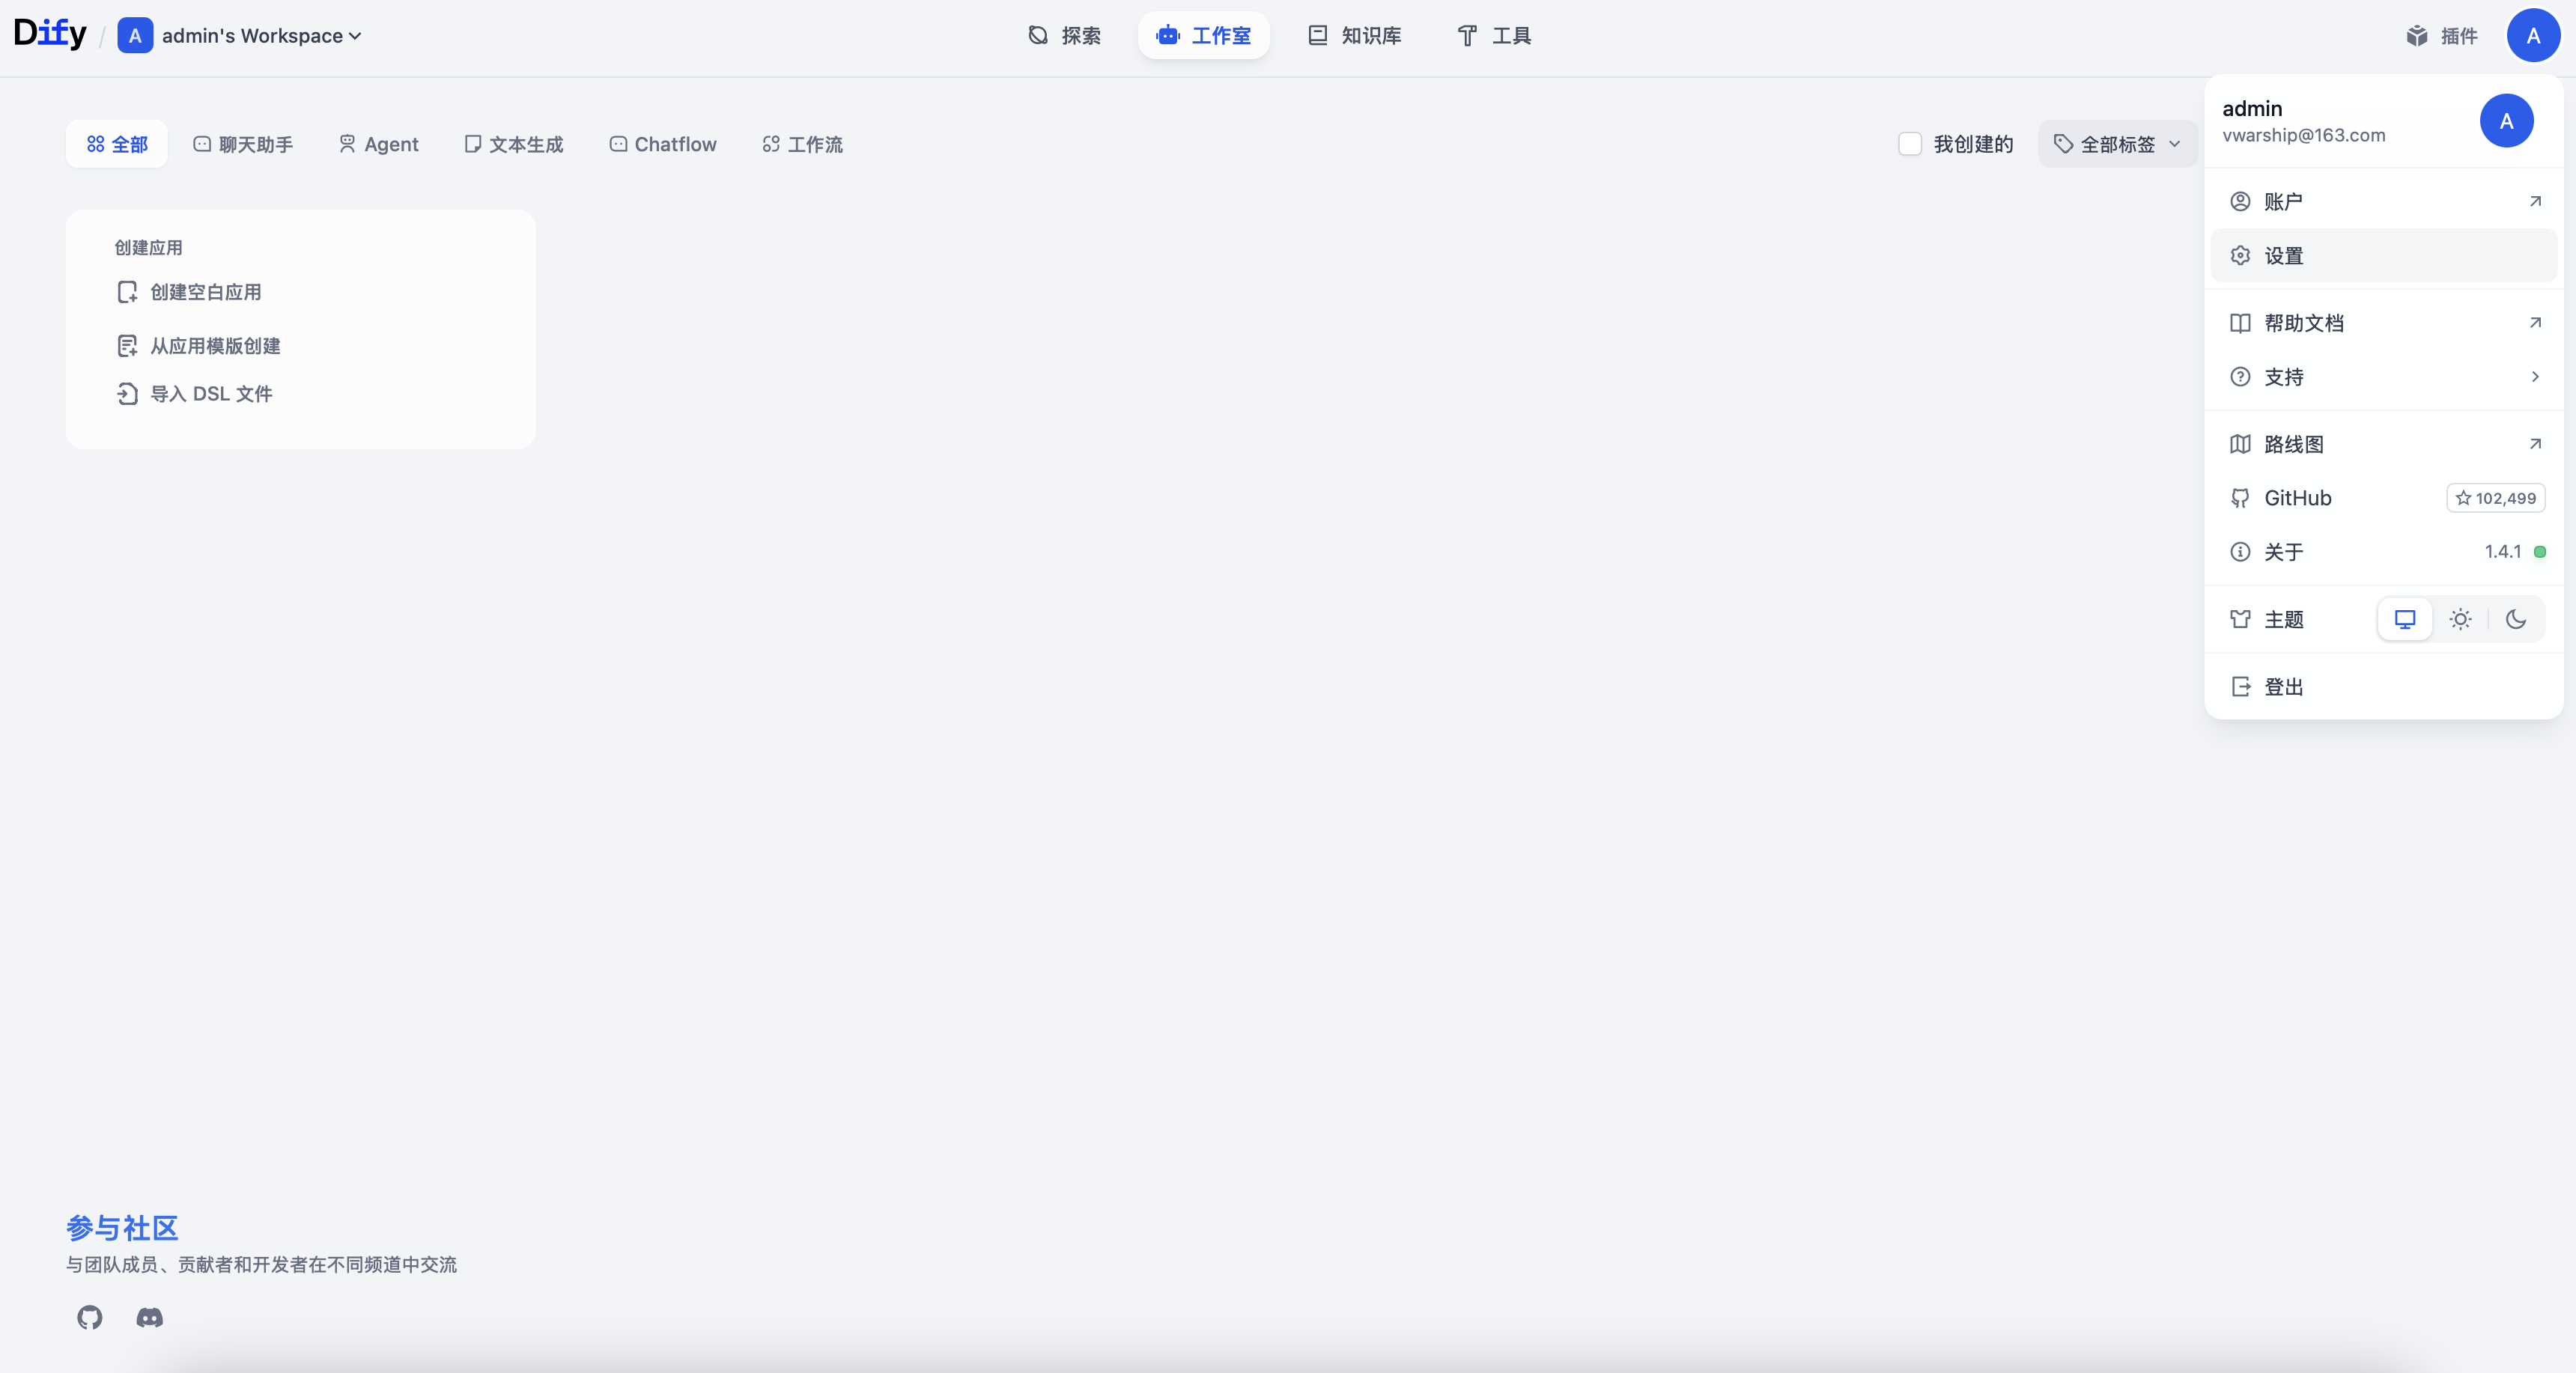 Dify / A admin's Workspace
探索 工作室 知识库 工具
插件 A
全部 聊天助手 Agent 文本生成 Chatflow 工作流
我创建的 全部标签
创建应用
创建空白应用
从应用模版创建
导入 DSL 文件
admin
vwarship@163.com
A
账户
设置
帮助文档
支持
路线图
GitHub 102,499
关于 1.4.1
主题
登出
参与社区
与团队成员、贡献者和开发者在不同频道中交流